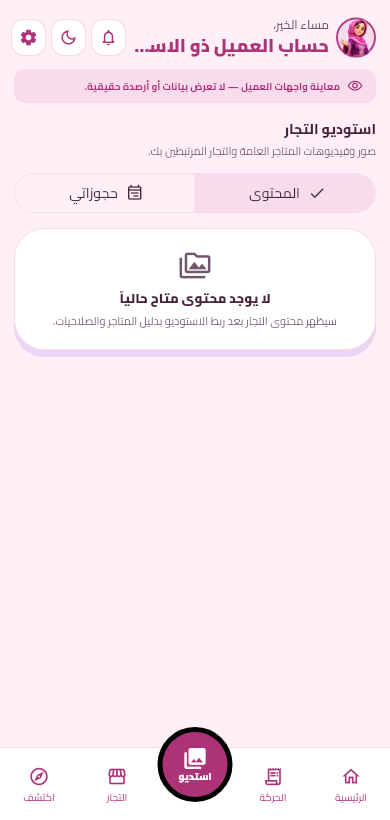 مساء الخير،
حساب العميل ذو الاسـ...
معاينة واجهات العميل — لا تعرض بيانات أو أرصدة حقيقية.
استوديو التجار
صور وفيديوهات المتاجر العامة والتجار المرتبطين بك.
المحتوى
حجوزاتي
لا يوجد محتوى متاح حالياً
سيظهر محتوى التجار بعد ربط الاستوديو بدليل المتاجر والصلاحيات.
الرئيسية
الحركة
استديو
التجار
اكتشف